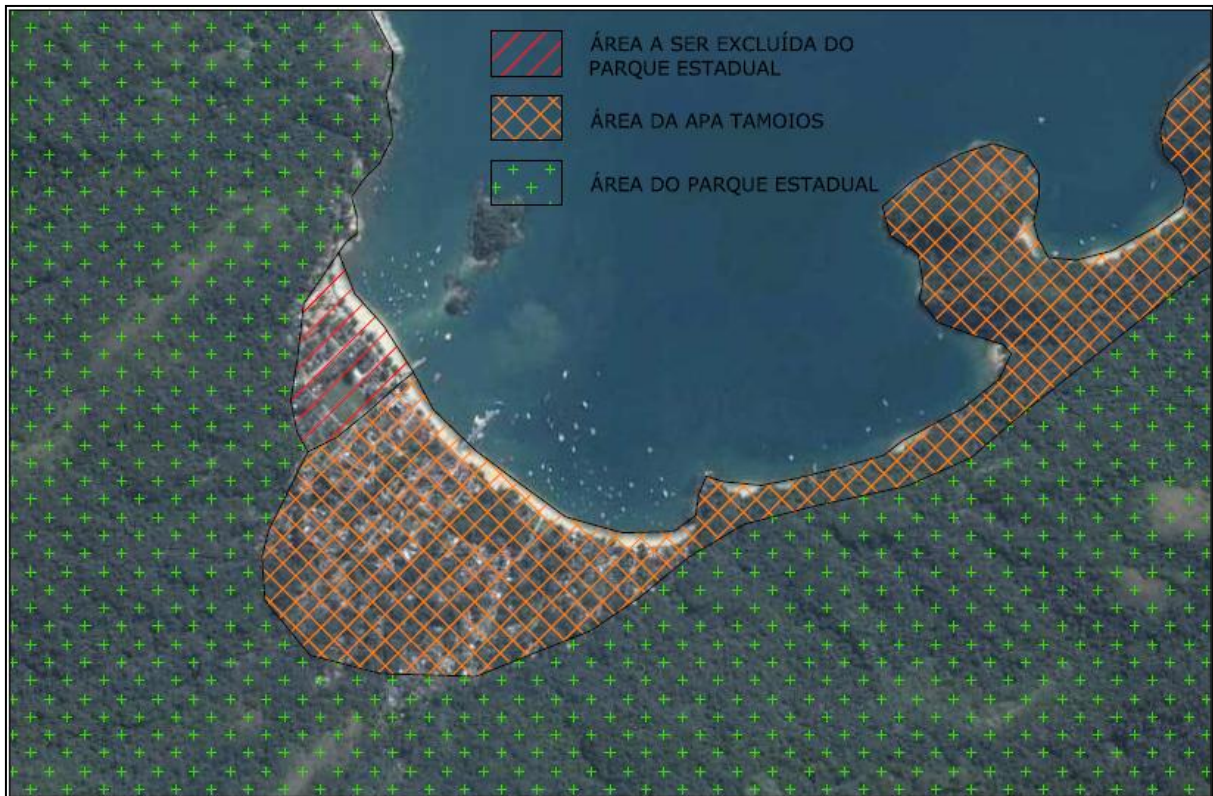 ÁREA A SER EXCLUÍDA DO
PARQUE ESTADUAL
ÁREA DA APA TAMOIOS
ÁREA DO PARQUE ESTADUAL